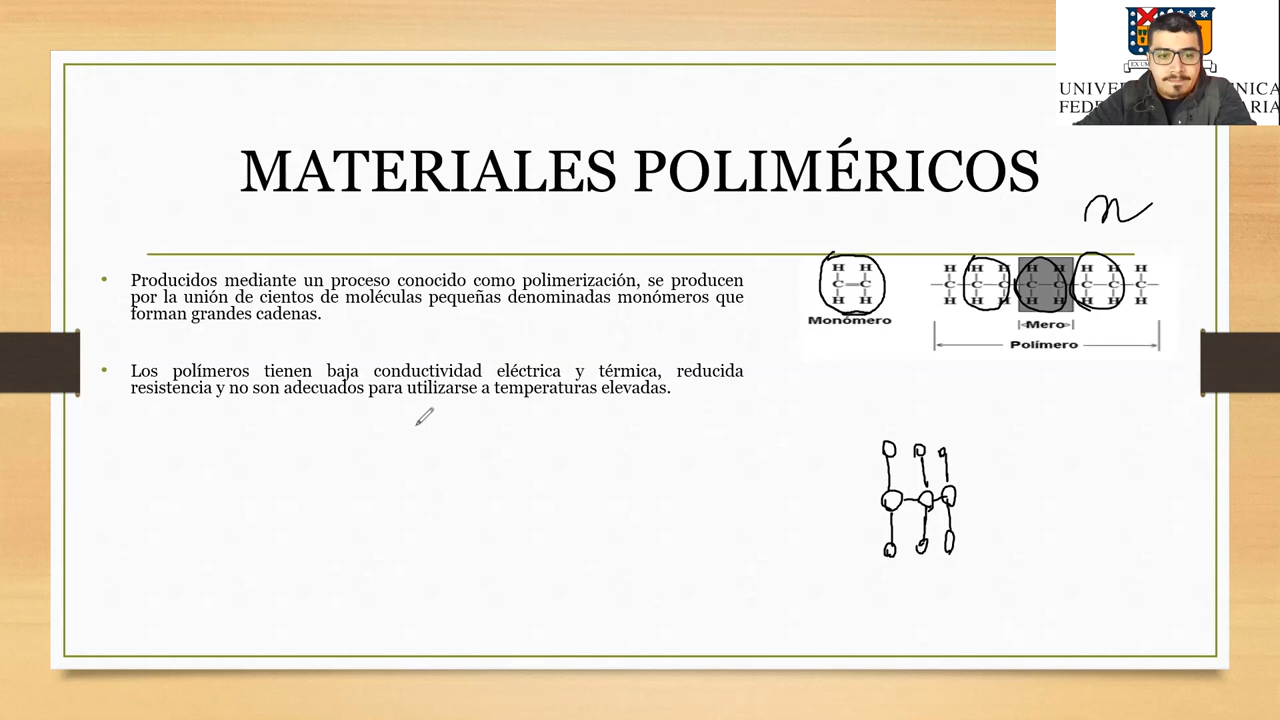 EX UM
UNIVE NICA
FEDE ARIA
MATERIALES POLIMÉRICOS
n
• Producidos mediante un proceso conocido como polimerización, se producen
por la unión de cientos de moléculas pequeñas denominadas monómeros que
forman grandes cadenas.
• Los polímeros tienen baja conductividad eléctrica y térmica, reducida
resistencia y no son adecuados para utilizarse a temperaturas elevadas.
H H
C=C
H H
Monómero
H H H H H H H H
—C—C—C—C—C—C—C—C—
H H H H H H H H
Mero
Polímero